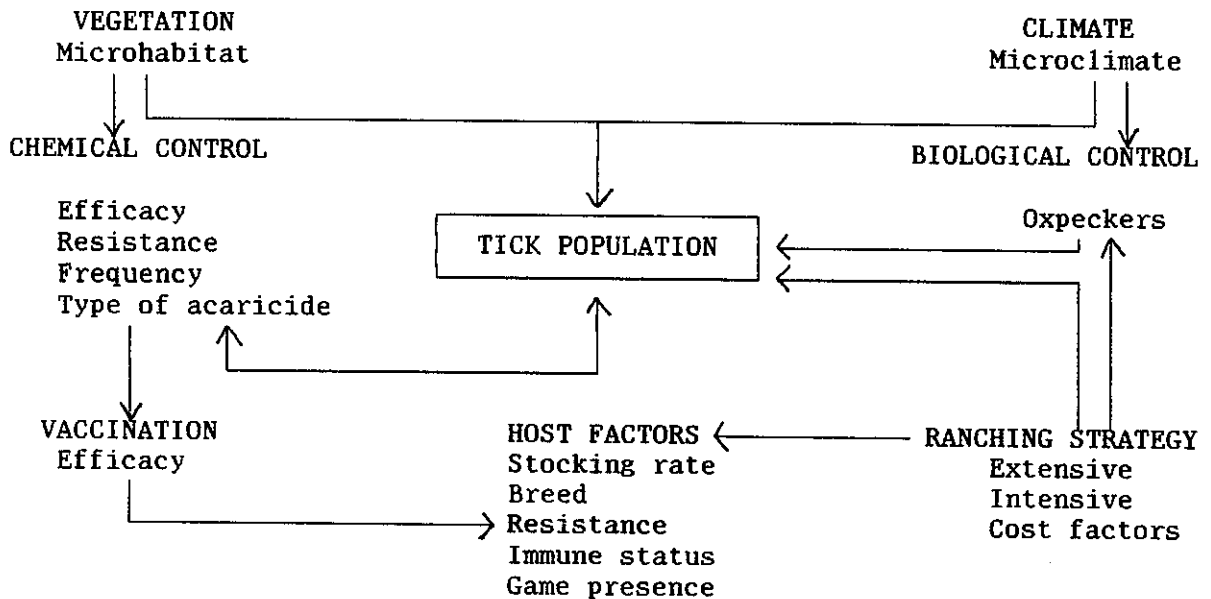 VEGETATION
Microhabitat
CLIMATE
Microclimate
CHEMICAL CONTROL
BIOLOGICAL CONTROL
Efficacy
Resistance
Frequency
Type of acaricide
TICK POPULATION
Oxpeckers
VACCINATION
Efficacy
HOST FACTORS
Stocking rate
Breed
Resistance
Immune status
Game presence
RANCHING STRATEGY
Extensive
Intensive
Cost factors